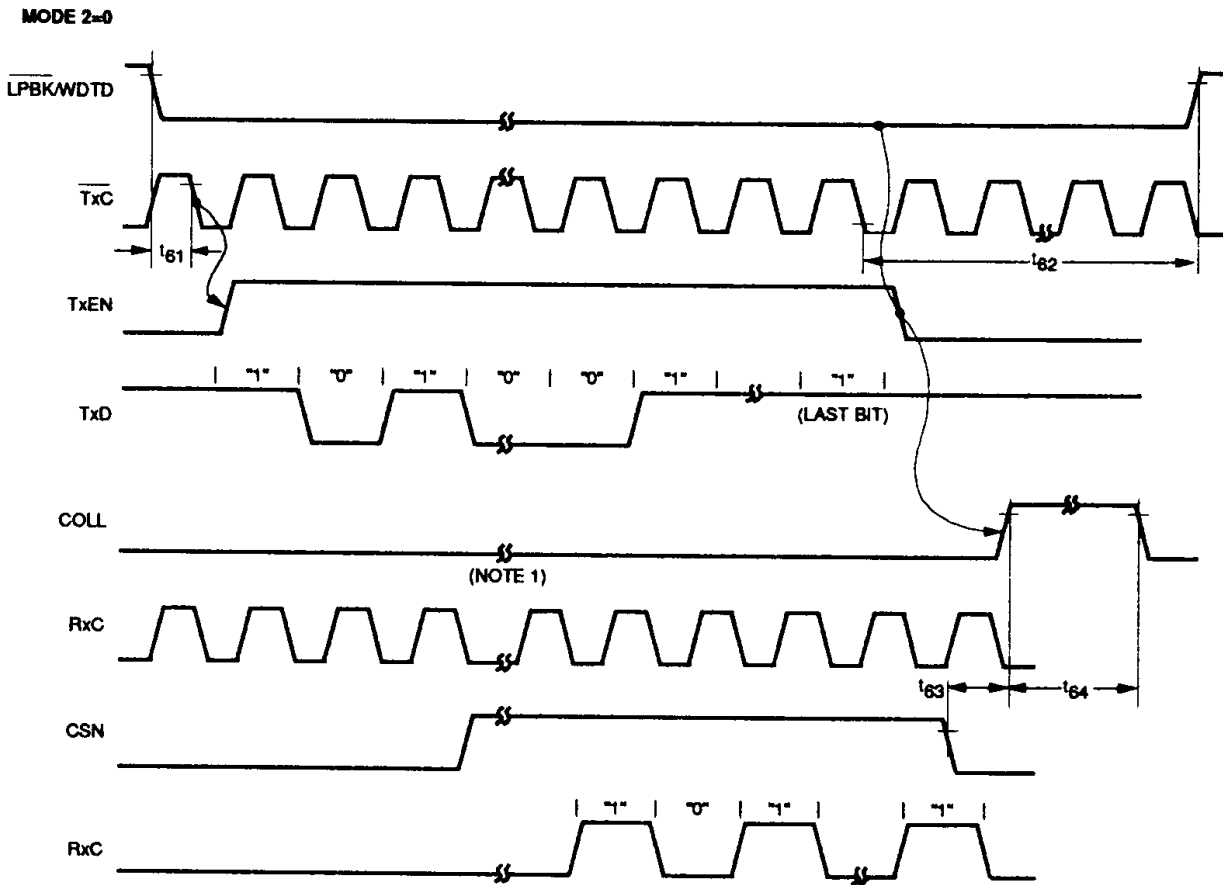 MODE 2=0
LPBK/WDTD
TxC
t61
t62
TxEN
"1" "0" "1" "0" "0" "1" "1"
TxD
(LAST BIT)
COLL
(NOTE 1)
RxC
t63 t64
CSN
"1" "0" "1" "1"
RxC